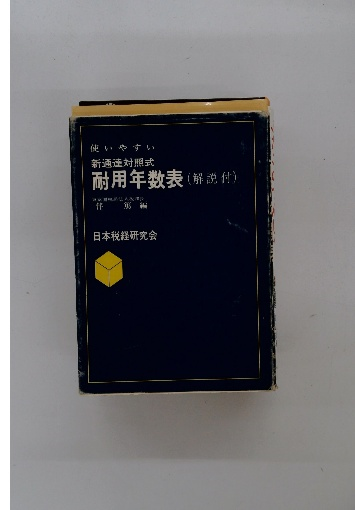 使いやすい
新通達対照式
耐用年数表(解説付)
編
日本税経研究会